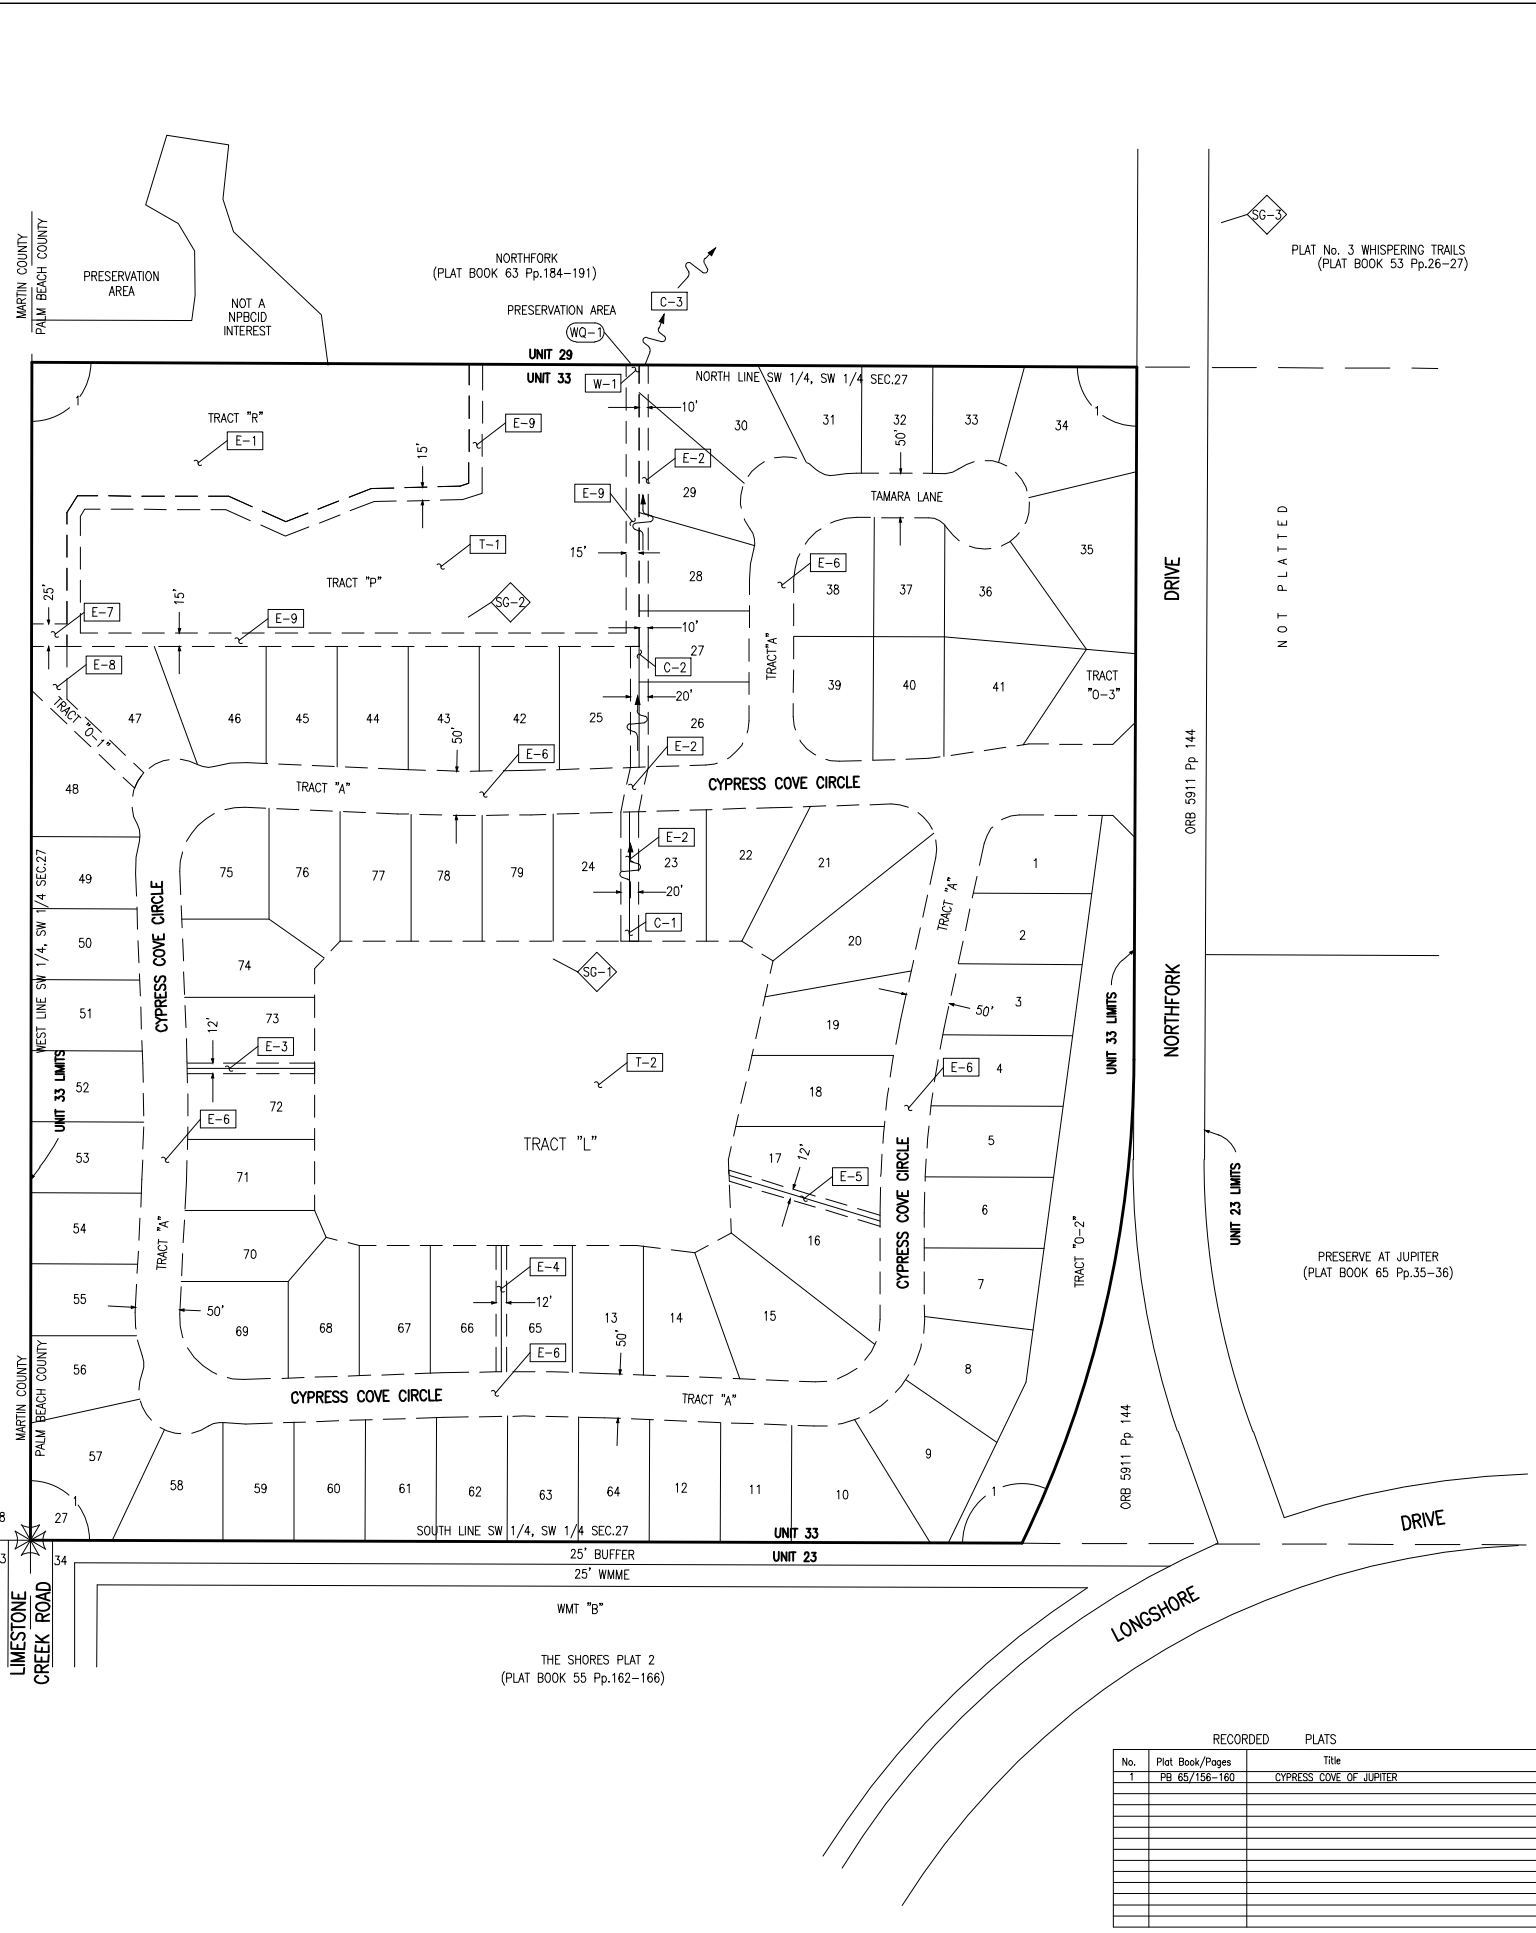 MARTIN COUNTY
PALM BEACH COUNTY
PRESERVATION
AREA
NOT A
NPBCID
INTEREST
NORTHFORK
(PLAT BOOK 63 Pp.184-191)
PRESERVATION AREA
WQ-1
C-3
SG-3
PLAT No. 3 WHISPERING TRAILS
(PLAT BOOK 53 Pp.26-27)
UNIT 29
UNIT 33
W-1
NORTH LINE SW 1/4, SW 1/4 SEC.27
1
TRACT "R"
E-1
E-9
15'
10'
30
31
32
33
34
1
50'
E-2
E-9
29
TAMARA LANE
T-1
15'
TRACT "P"
SG-2
28
E-6
38
37
36
35
25'
E-7
15'
E-9
10'
27
C-2
E-8
TRACT "A"
TRACT
"O-3"
TRACT "O-1"
47
46
45
44
43
42
25
20'
26
39
40
41
50'
E-6
E-2
48
TRACT "A"
CYPRESS COVE CIRCLE
DRIVE
NOT PLATTED
ORB 5911 Pp 144
WEST LINE SW 1/4, SW 1/4 SEC.27
49
75
76
77
78
79
24
E-2
23
22
21
1
20'
C-1
TRACT "A"
50
CYPRESS COVE CIRCLE
74
SG-1
20
2
51
73
12'
E-3
19
50'
3
UNIT 33 LIMITS
NORTHFORK
UNIT 33 LIMITS
52
72
T-2
18
E-6
4
E-6
53
71
TRACT "L"
17
12'
E-5
CYPRESS COVE CIRCLE
5
UNIT 23 LIMITS
54
TRACT "A"
70
16
6
TRACT "O-2"
PRESERVE AT JUPITER
(PLAT BOOK 65 Pp.35-36)
55
50'
69
68
67
66
E-4
12'
65
13
14
15
7
50'
E-6
56
MARTIN COUNTY
PALM BEACH COUNTY
CYPRESS COVE CIRCLE
TRACT "A"
8
57
58
59
60
61
62
63
64
12
11
10
9
ORB 5911 Pp 144
1
27
1
SOUTH LINE SW 1/4, SW 1/4 SEC.27
UNIT 33
8
3
34
25' BUFFER
UNIT 23
25' WMME
WMT "B"
LIMESTONE
CREEK ROAD
THE SHORES PLAT 2
(PLAT BOOK 55 Pp.162-166)
LONGSHORE
DRIVE
RECORDED PLATS
No. Plat Book/Pages Title
1 PB 65/156-160 CYPRESS COVE OF JUPITER